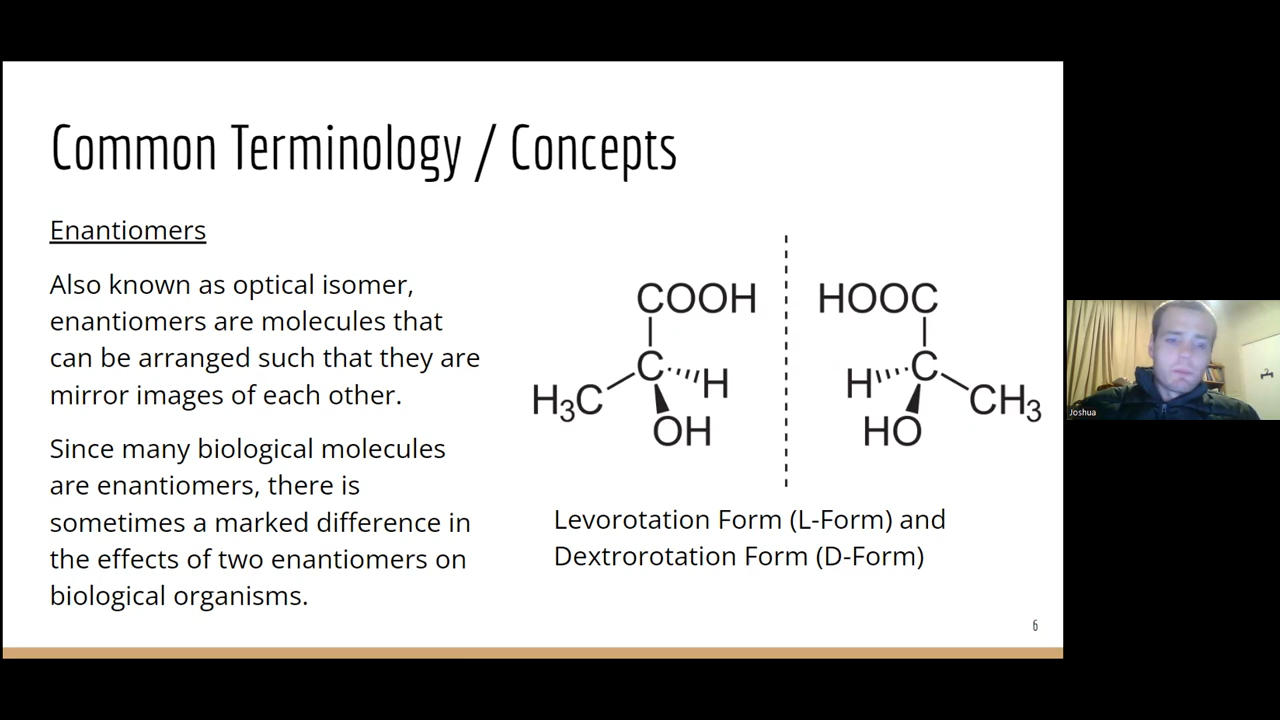 Common Terminology / Concepts
Enantiomers
Also known as optical isomer,
enantiomers are molecules that
can be arranged such that they are
mirror images of each other.
Since many biological molecules
are enantiomers, there is
sometimes a marked difference in
the effects of two enantiomers on
biological organisms.
COOH
C
H
H₃C
OH
HOOC
C
H
CH₃
HO
Levorotation Form (L-Form) and
Dextrorotation Form (D-Form)
6
Joshua